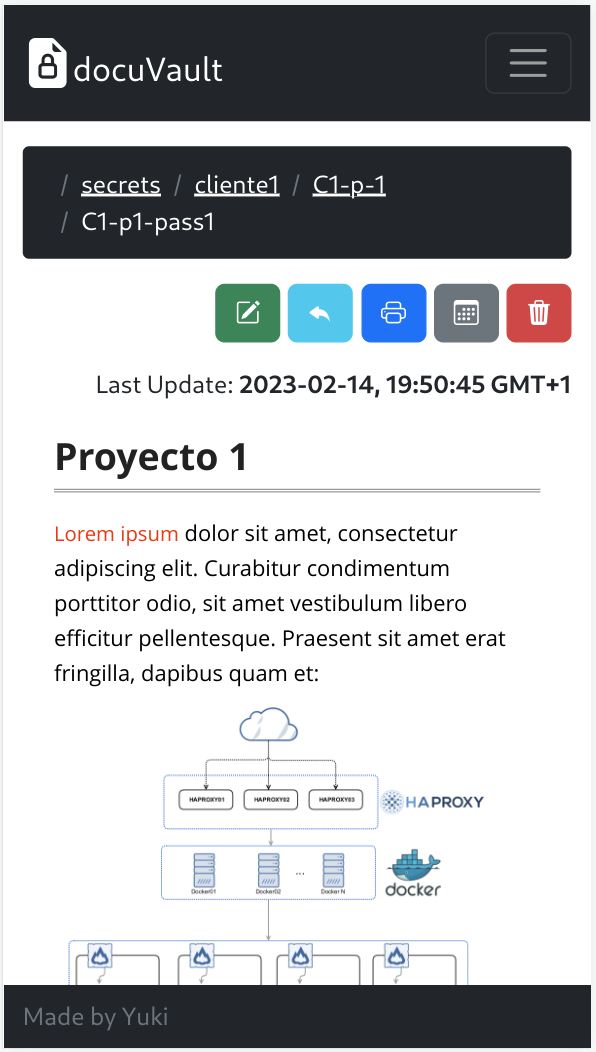 docuVault
/ secrets / cliente1 / C1-p-1
/ C1-p1-pass1
Last Update: 2023-02-14, 19:50:45 GMT+1
Proyecto 1
Lorem ipsum dolor sit amet, consectetur
adipiscing elit. Curabitur condimentum
porttitor odio, sit amet vestibulum libero
efficitur pellentesque. Praesent sit amet erat
fringilla, dapibus quam et:
HAPROXY01 HAPROXY02 HAPROXY03 HAPROXY
Docker01 Docker02 ... Docker N docker
Made by Yuki